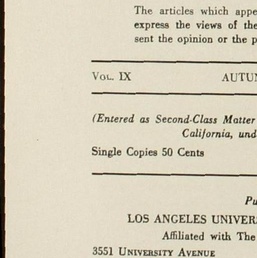 The articles which appe
express the views of the
sent the opinion or the p
VOL. IX AUTUM
(Entered as Second-Class Matter
California, und
Single Copies 50 Cents
Pu
LOS ANGELES UNIVER
Affiliated with The
3551 UNIVERSITY AVENUE